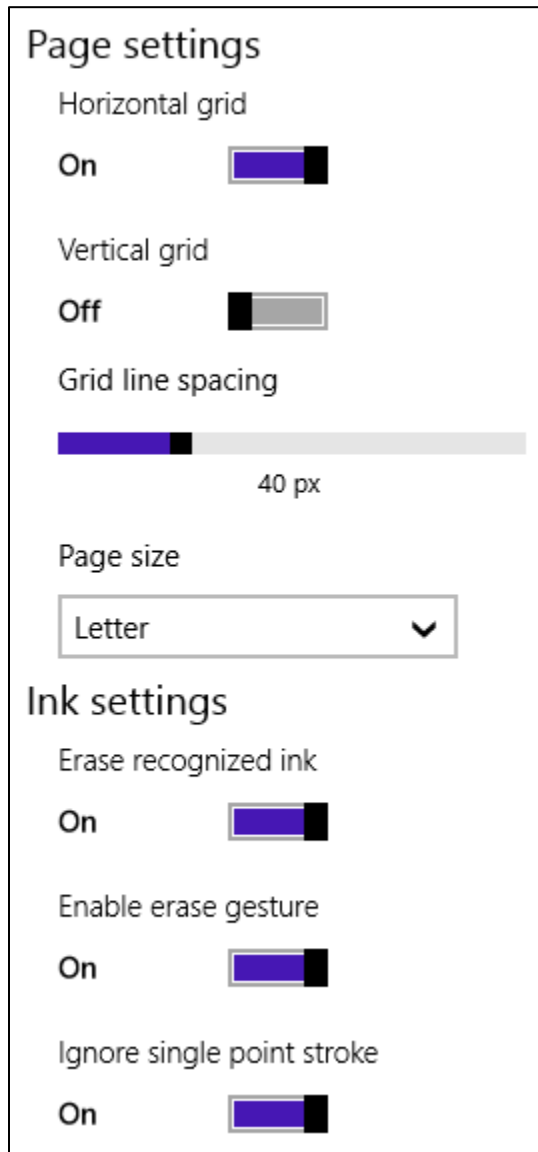 Page settings
Horizontal grid
On
Vertical grid
Off
Grid line spacing
40 px
Page size
Letter
Ink settings
Erase recognized ink
On
Enable erase gesture
On
Ignore single point stroke
On